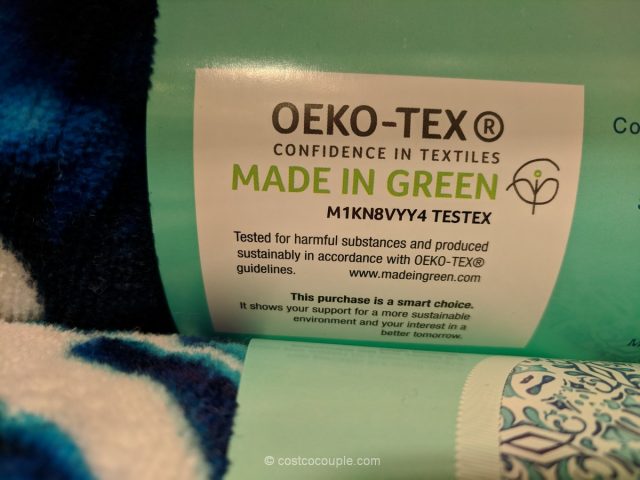 OEKO-TEX®
CONFIDENCE IN TEXTILES
MADE IN GREEN
M1KN8VYY4 TESTEX
Tested for harmful substances and produced
sustainably in accordance with OEKO-TEX®
guidelines. www.madeingreen.com
This purchase is a smart choice.
It shows your support for a more sustainable
environment and your interest in a
better tomorrow.
Co
© costcocouple.com